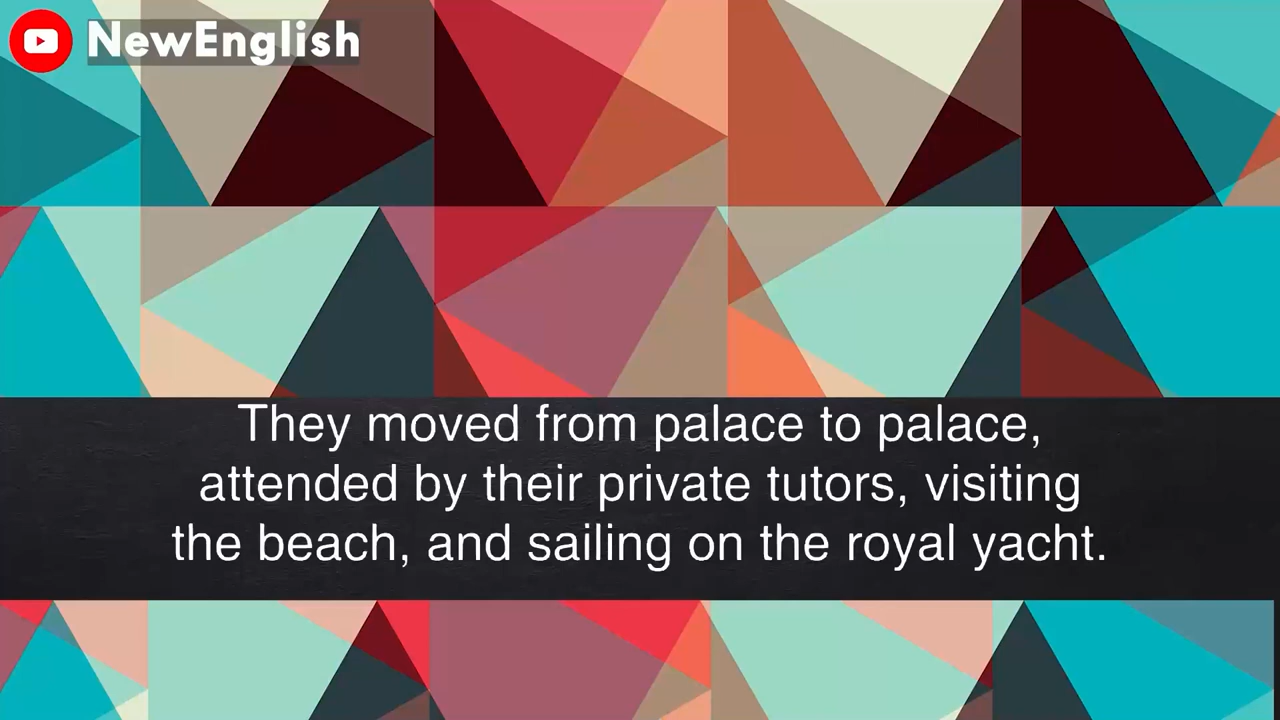 NewEnglish
They moved from palace to palace,
attended by their private tutors, visiting
the beach, and sailing on the royal yacht.